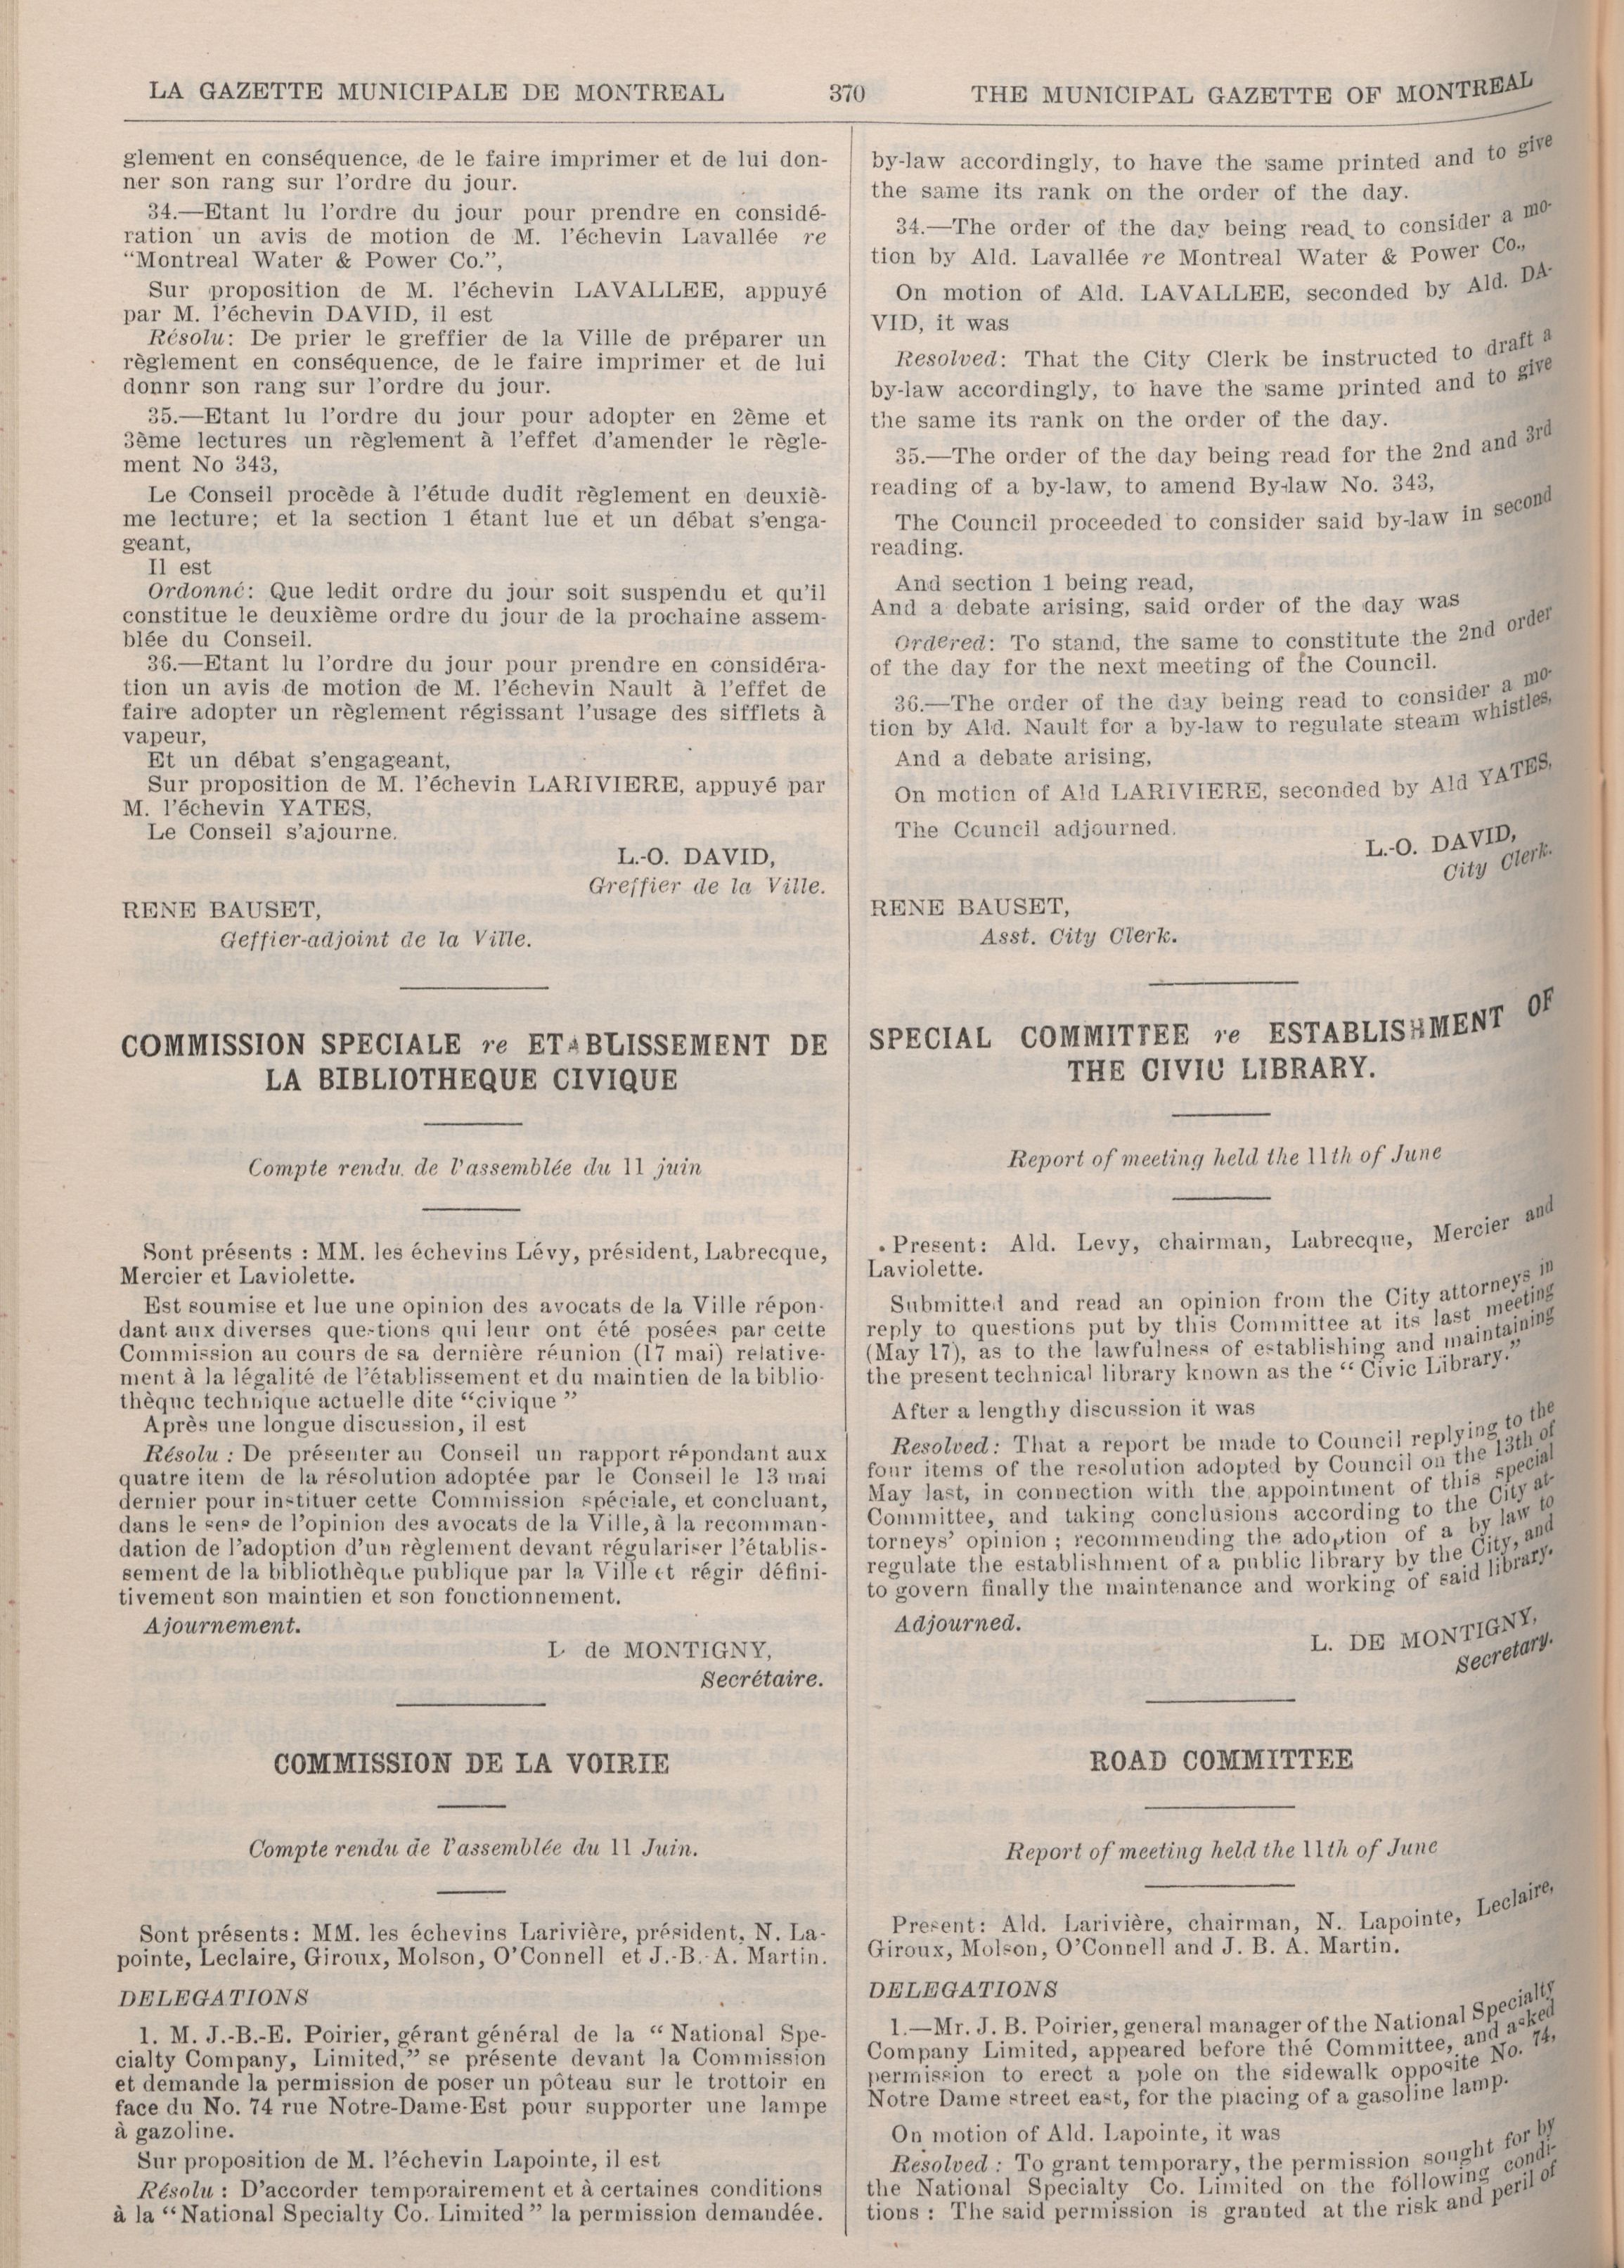 LA GAZETTE MUNICIPALE DE MONTREAL 370 THE MUNICIPAL GAZETTE OF MONTREAL
glement en conséquence, de le faire imprimer et de lui don-
ner son rang sur l'ordre du jour.
34.—Etant lu l'ordre du jour pour prendre en considé-
ration un avis de motion de M. l'échevin Lavallée re
"Montreal Water & Power Co.",
Sur proposition de M. l'échevin LAVALLEE, appuyé
par M. l'échevin DAVID, il est
Résolu: De prier le greffier de la Ville de préparer un
règlement en conséquence, de le faire imprimer et de lui
donnr son rang sur l'ordre du jour.
35.—Etant lu l'ordre du jour pour adopter en 2ème et
3ème lectures un règlement à l'effet d'amender le règle-
ment No 343,
Le Conseil procède à l'étude dudit règlement en deuxiè-
me lecture; et la section 1 étant lue et un débat s'enga-
geant,
Il est
Ordonné: Que ledit ordre du jour soit suspendu et qu'il
constitue le deuxième ordre du jour de la prochaine assem-
blée du Conseil.
36.—Etant lu l'ordre du jour pour prendre en considéra-
tion un avis de motion de M. l'échevin Nault à l'effet de
faire adopter un règlement régissant l'usage des sifflets à
vapeur,
Et un débat s'engageant,
Sur proposition de M. l'échevin LARIVIERE, appuyé par
M. l'échevin YATES,
Le Conseil s'ajourne.
L.-O. DAVID,
Greffier de la Ville.
RENE BAUSET,
Geffier-adjoint de la Ville.
COMMISSION SPECIALE re ETABLISSEMENT DE
LA BIBLIOTHEQUE CIVIQUE
Compte rendu de l'assemblée du 11 juin
Sont présents : MM. les échevins Lévy, président, Labrecque,
Mercier et Laviolette.
Est soumise et lue une opinion des avocats de la Ville répon-
dant aux diverses questions qui leur ont été posées par cette
Commission au cours de sa dernière réunion (17 mai) relative-
ment à la légalité de l'établissement et du maintien de la biblio-
thèque technique actuelle dite "civique"
Après une longue discussion, il est
Résolu : De présenter au Conseil un rapport répondant aux
quatre item de la résolution adoptée par le Conseil le 13 mai
dernier pour instituer cette Commission spéciale, et concluant,
dans le sens de l'opinion des avocats de la Ville, à la recomman-
dation de l'adoption d'un règlement devant régulariser l'établis-
sement de la bibliothèque publique par la Ville et régir défini-
tivement son maintien et son fonctionnement.
Ajournement.
L de MONTIGNY,
Secrétaire.
COMMISSION DE LA VOIRIE
Compte rendu de l'assemblée du 11 Juin.
Sont présents: MM. les échevins Larivière, président, N. La-
pointe, Leclaire, Giroux, Molson, O'Connell et J.-B.-A. Martin.
DELEGATIONS
1. M. J.-B.-E. Poirier, gérant général de la "National Spe-
cialty Company, Limited," se présente devant la Commission
et demande la permission de poser un pôteau sur le trottoir en
face du No. 74 rue Notre-Dame-Est pour supporter une lampe
à gazoline.
Sur proposition de M. l'échevin Lapointe, il est
Résolu : D'accorder temporairement et à certaines conditions
à la "National Specialty Co. Limited" la permission demandée.
by-law accordingly, to have the same printed and to give
the same its rank on the order of the day.
34.—The order of the day being read, to consider a mo-
tion by Ald. Lavallée re Montreal Water & Power Co.,
On motion of Ald. LAVALLEE, seconded by Ald. DA-
VID, it was
Resolved: That the City Clerk be instructed to draft a
by-law accordingly, to have the same printed and to give
the same its rank on the order of the day.
35.—The order of the day being read for the 2nd and 3rd
reading of a by-law, to amend By-law No. 343,
The Council proceeded to consider said by-law in second
reading.
And section 1 being read,
And a debate arising, said order of the day was
Ordered: To stand, the same to constitute the 2nd order
of the day for the next meeting of the Council.
36.—The order of the day being read to consider a mo-
tion by Ald. Nault for a by-law to regulate steam whistles,
And a debate arising,
On motion of Ald LARIVIERE, seconded by Ald YATES,
The Council adjourned.
L.-O. DAVID,
City Clerk.
RENE BAUSET,
Asst. City Clerk.
SPECIAL COMMITTEE re ESTABLISHMENT OF
THE CIVIC LIBRARY.
Report of meeting held the 11th of June
Present: Ald. Levy, chairman, Labrecque, Mercier and
Laviolette.
Submitted and read an opinion from the City attorneys in
reply to questions put by this Committee at its last meeting
(May 17), as to the lawfulness of establishing and maintaining
the present technical library known as the "Civic Library."
After a lengthy discussion it was
Resolved: That a report be made to Council replying to the
four items of the resolution adopted by Council on the 13th of
May last, in connection with the appointment of this special
Committee, and taking conclusions according to the City at-
torneys' opinion ; recommending the adoption of a by law to
regulate the establishment of a public library by the City, and
to govern finally the maintenance and working of said library.
Adjourned.
L. DE MONTIGNY,
Secretary.
ROAD COMMITTEE
Report of meeting held the 11th of June
Present: Ald. Larivière, chairman, N. Lapointe, Leclaire,
Giroux, Molson, O'Connell and J. B. A. Martin.
DELEGATIONS
1.—Mr. J. B. Poirier, general manager of the National Specialty
Company Limited, appeared before thé Committee, and asked
permission to erect a pole on the sidewalk opposite No. 74,
Notre Dame street east, for the placing of a gasoline lamp.
On motion of Ald. Lapointe, it was
Resolved : To grant temporary, the permission sought for by
the National Specialty Co. Limited on the following condi-
tions : The said permission is granted at the risk and peril of